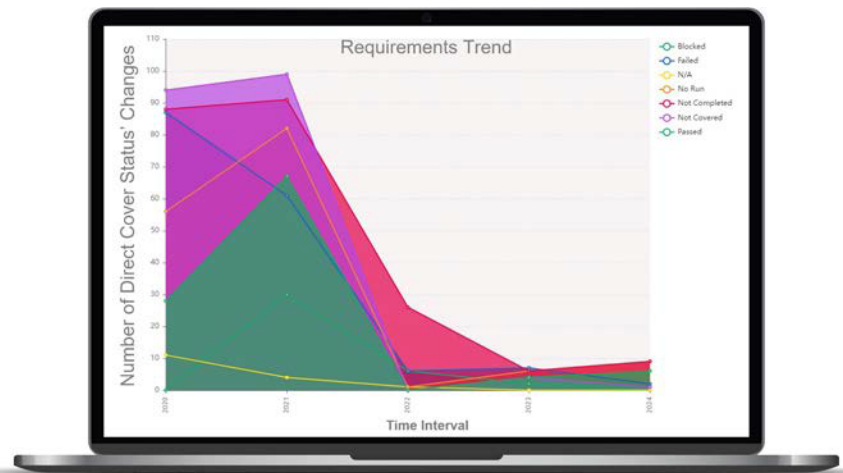 Requirements Trend
Number of Direct Cover Status' Changes
110
100
90
80
70
60
50
40
30
20
10
0
2020
2021
2022
2023
2024
Time Interval
Blocked
Failed
N/A
No Run
Not Completed
Not Covered
Passed